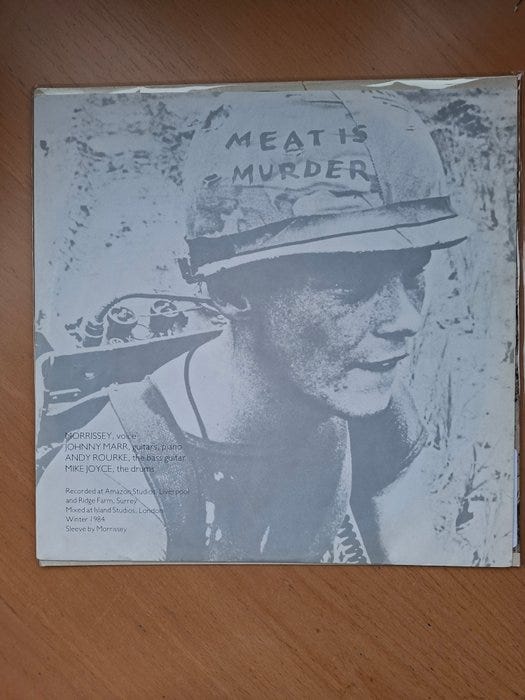 MEAT IS
MURDER
MORRISSEY, voice
JOHNNY MARR, guitars, piano
ANDY ROURKE, the bass guitar
MIKE JOYCE, the drums
Recorded at Amazon Studios, Liverpool
and Ridge Farm, Surrey
Mixed at Island Studios, London
Winter 1984
Sleeve by Morrissey